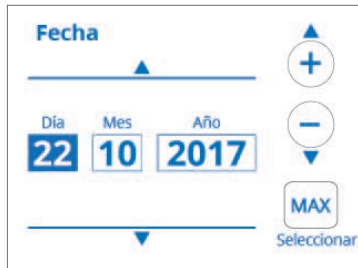 Fecha
+
Día Mes Año
22 10 2017
−
MAX
Seleccionar